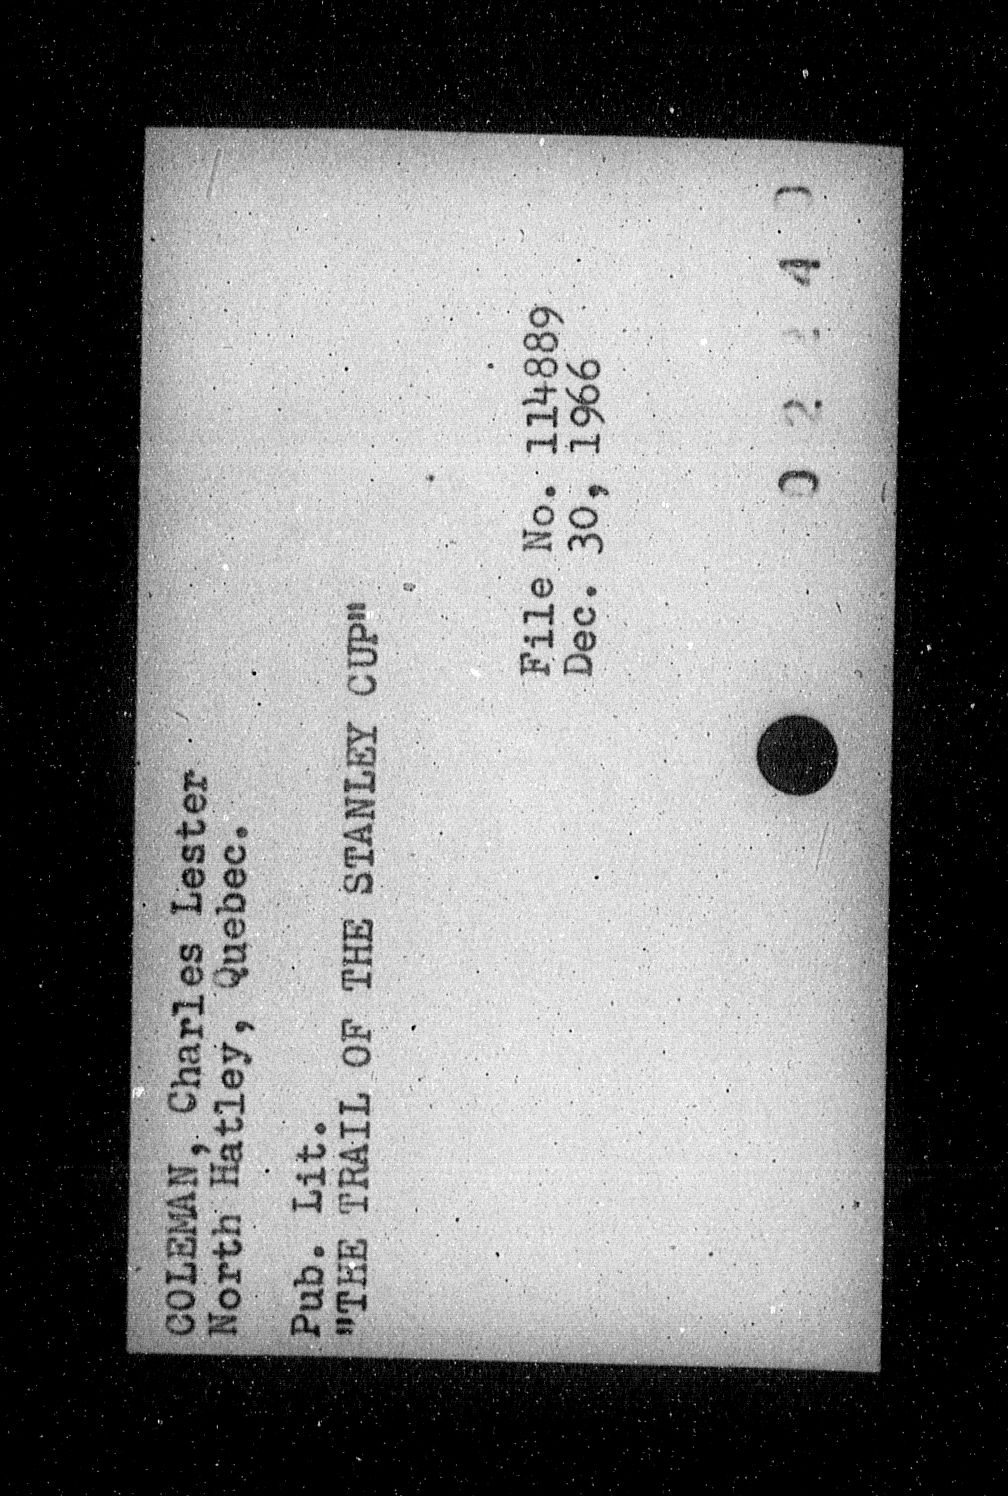 COLEMAN, Charles Lester
North Hatley, Quebec.
Pub. Lit.
"THE TRAIL OF THE STANLEY CUP"
File No. 114889
Dec. 30, 1966